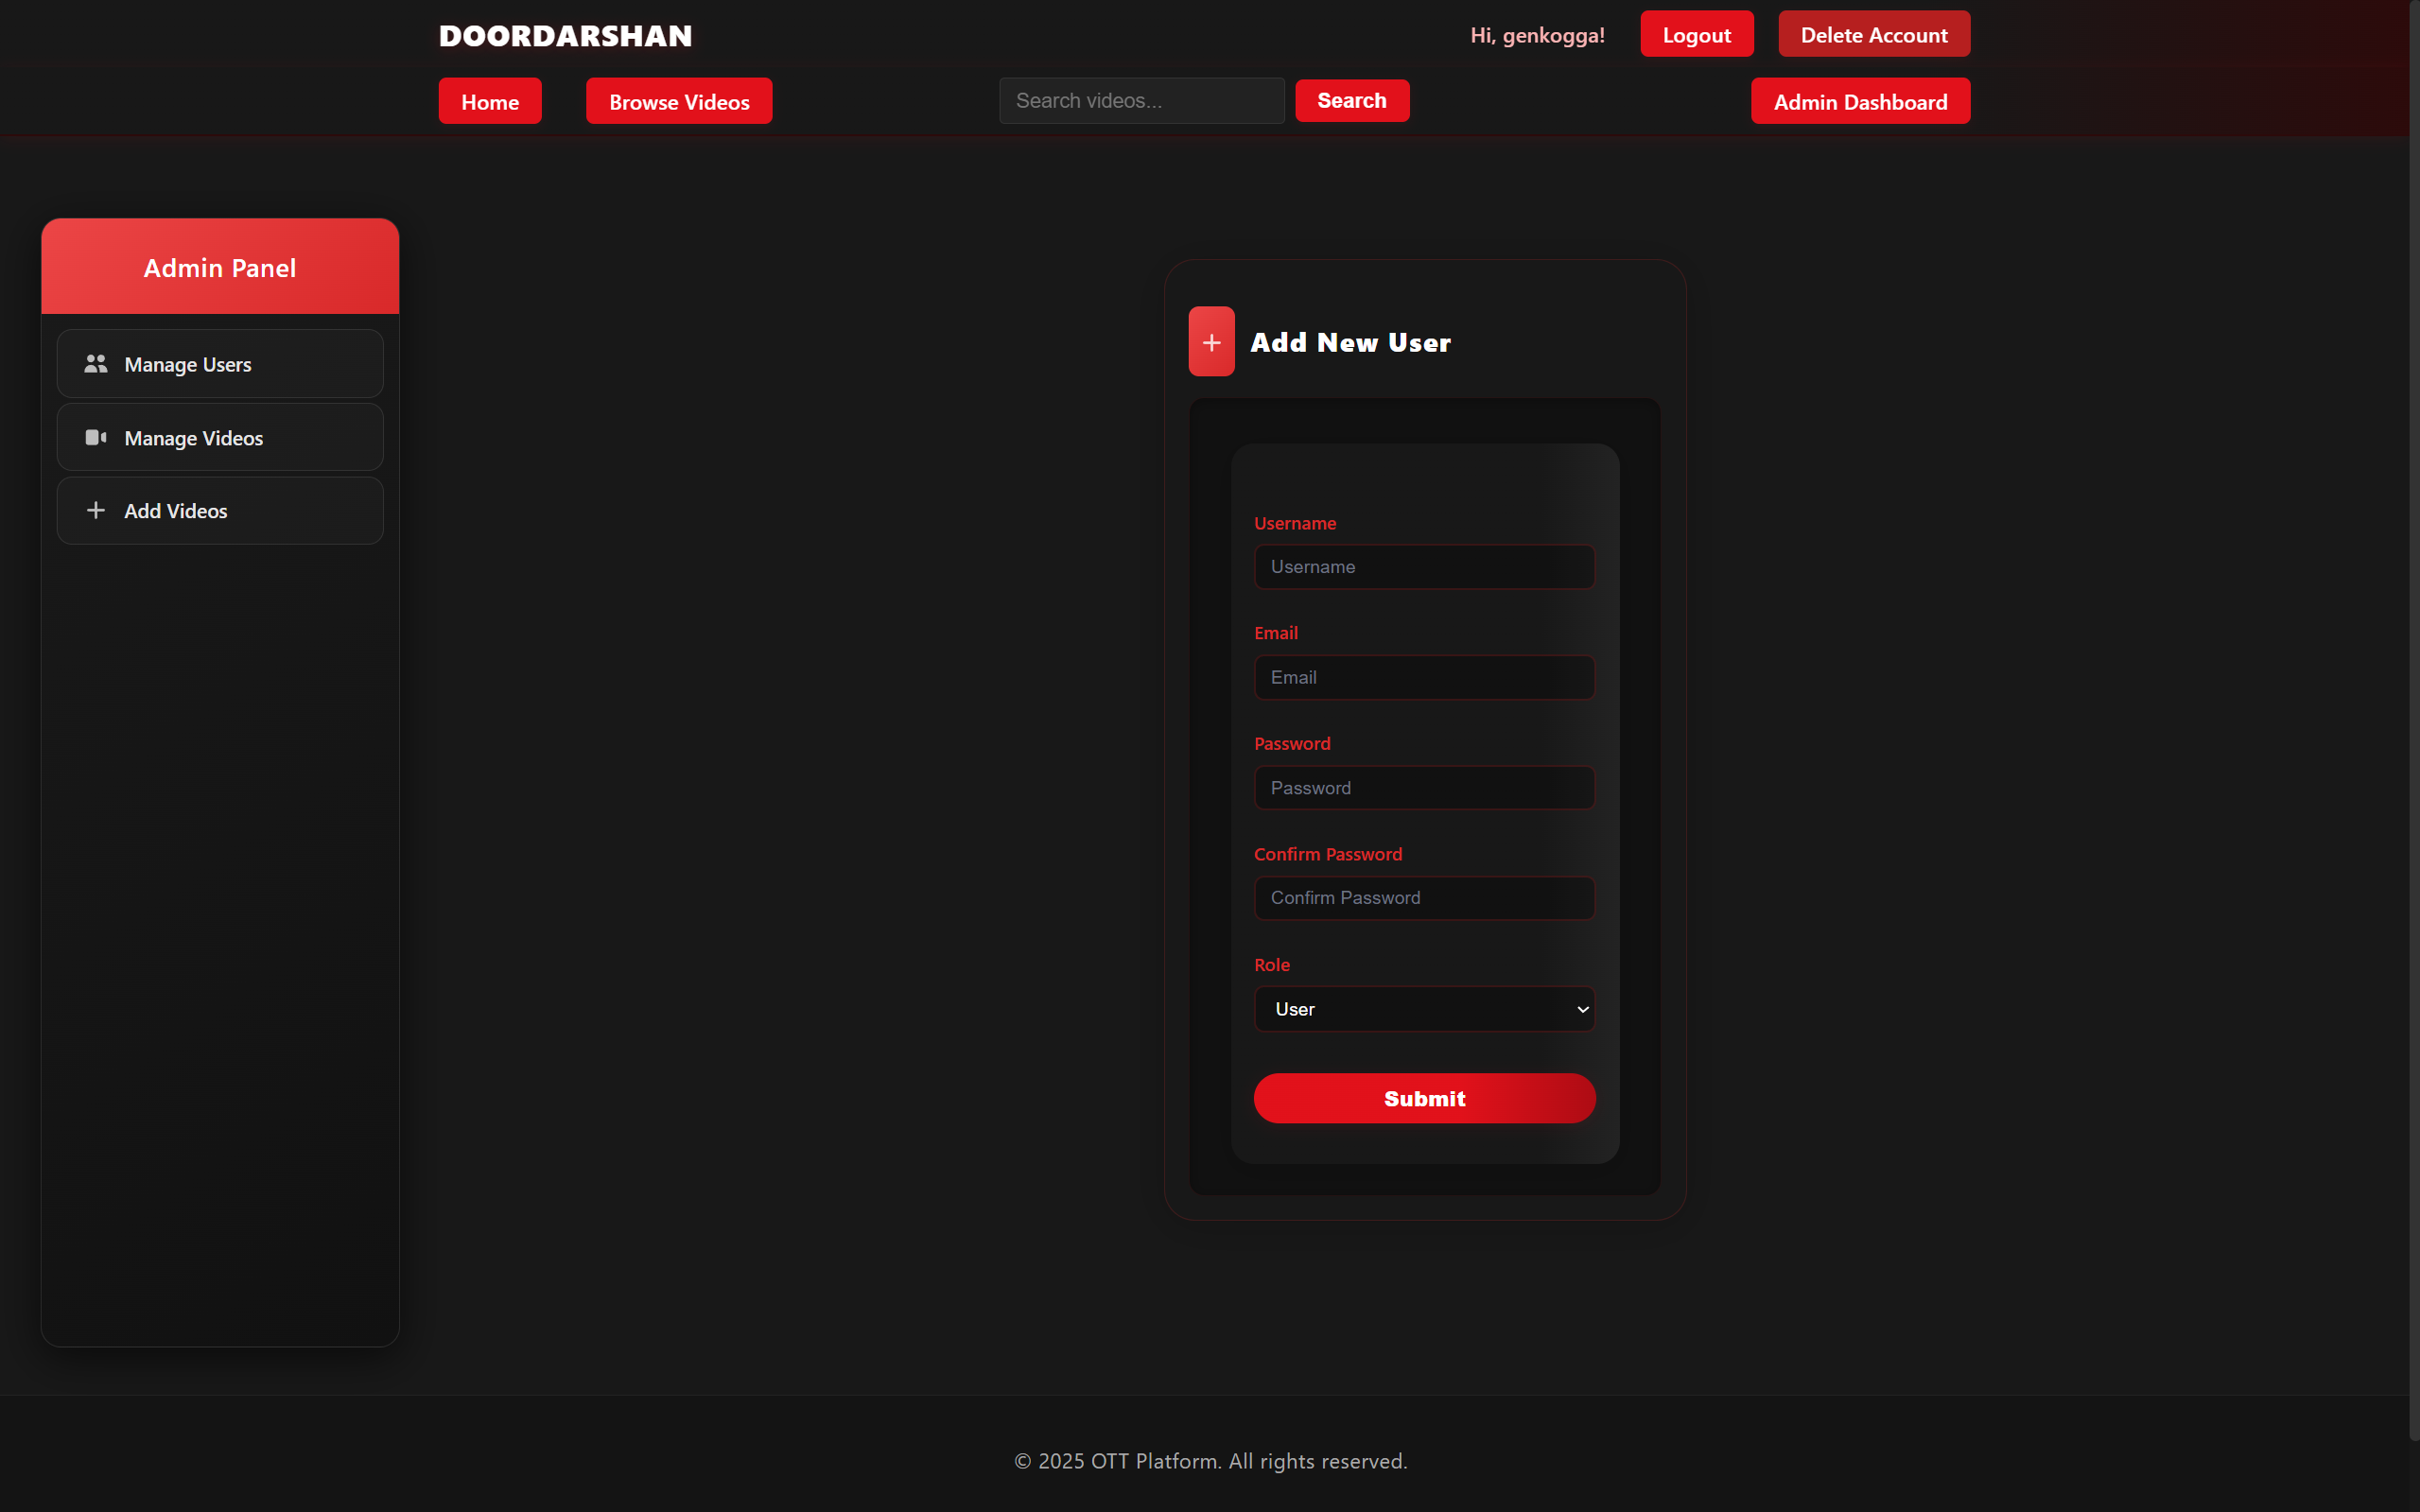 DOORDARSHAN
Hi, genkogga! Logout Delete Account
Home Browse Videos Search videos... Search Admin Dashboard
Admin Panel
Manage Users
Manage Videos
Add Videos
Add New User
Username
Username
Email
Email
Password
Password
Confirm Password
Confirm Password
Role
User
Submit
© 2025 OTT Platform. All rights reserved.